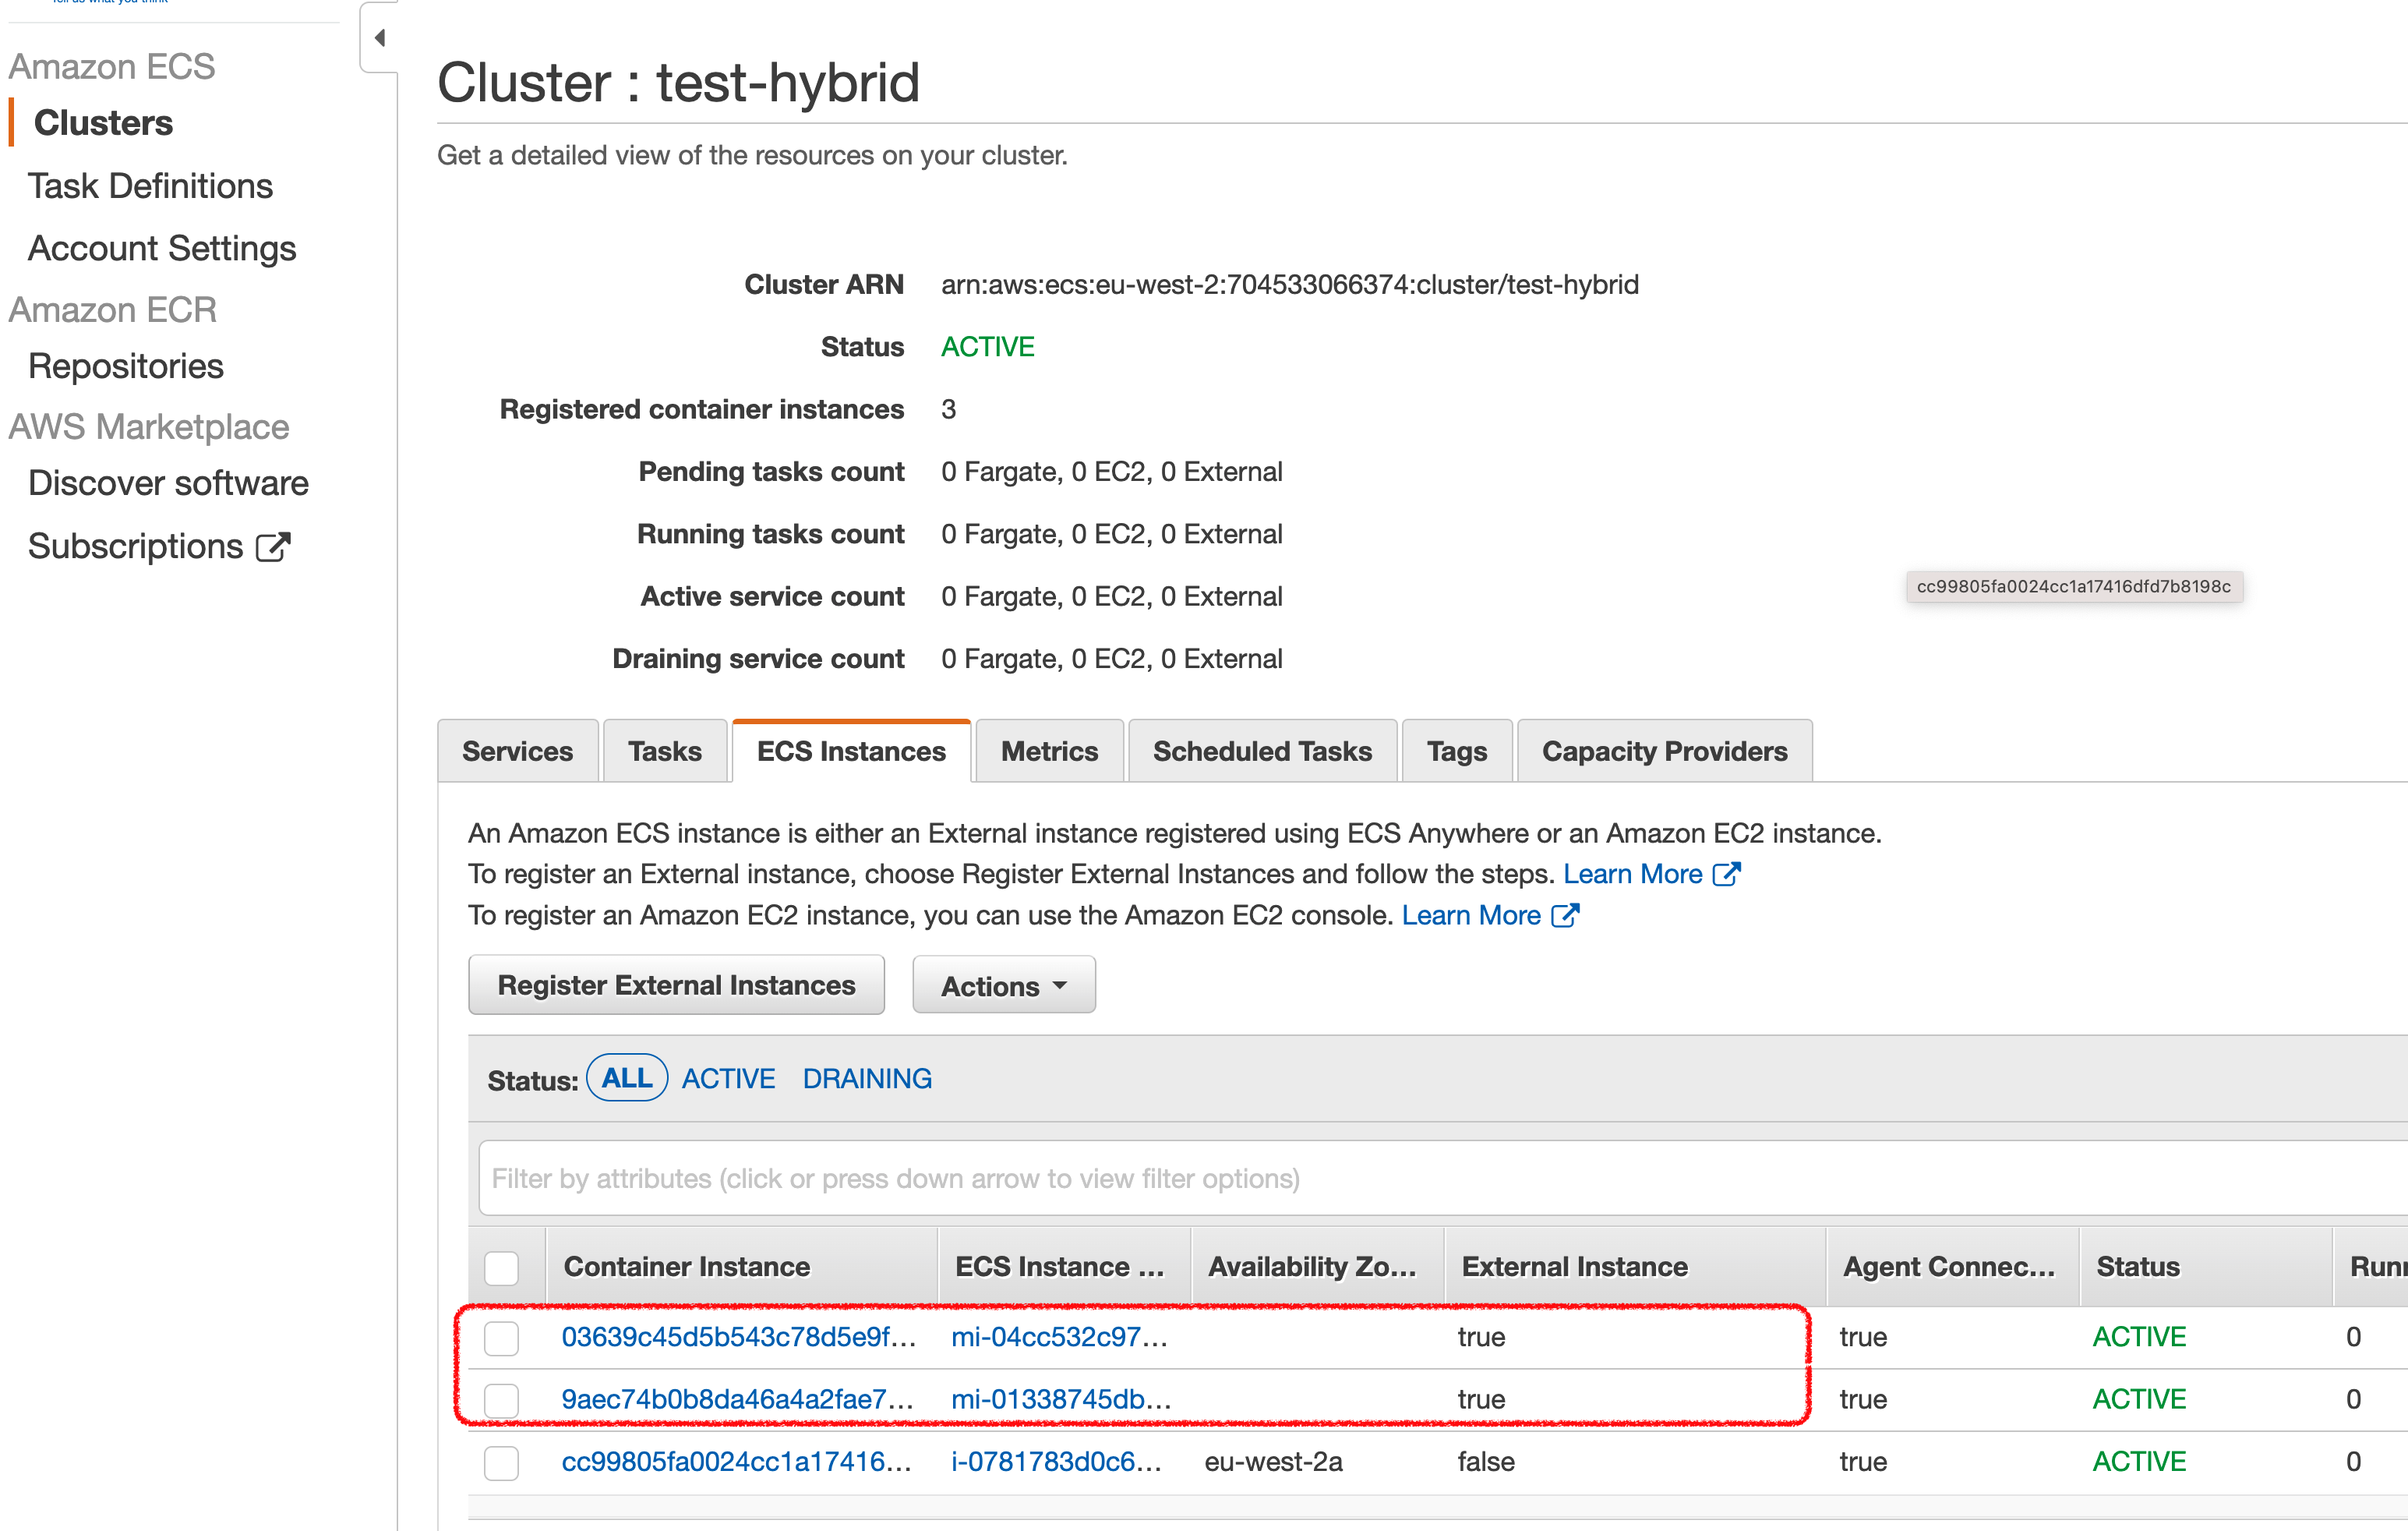 Tell us what you think
Amazon ECS
Clusters
Task Definitions
Account Settings
Amazon ECR
Repositories
AWS Marketplace
Discover software
Subscriptions
Cluster : test-hybrid
Get a detailed view of the resources on your cluster.
Cluster ARN arn:aws:ecs:eu-west-2:704533066374:cluster/test-hybrid
Status ACTIVE
Registered container instances 3
Pending tasks count 0 Fargate, 0 EC2, 0 External
Running tasks count 0 Fargate, 0 EC2, 0 External
Active service count 0 Fargate, 0 EC2, 0 External
Draining service count 0 Fargate, 0 EC2, 0 External
cc99805fa0024cc1a17416dfd7b8198c
Services Tasks ECS Instances Metrics Scheduled Tasks Tags Capacity Providers
An Amazon ECS instance is either an External instance registered using ECS Anywhere or an Amazon EC2 instance.
To register an External instance, choose Register External Instances and follow the steps. Learn More
To register an Amazon EC2 instance, you can use the Amazon EC2 console. Learn More
Register External Instances Actions
Status: ALL ACTIVE DRAINING
Filter by attributes (click or press down arrow to view filter options)
Container Instance ECS Instance ... Availability Zo... External Instance Agent Connec... Status Runn
03639c45d5b543c78d5e9f... mi-04cc532c97... true true ACTIVE 0
9aec74b0b8da46a4a2fae7... mi-01338745db... true true ACTIVE 0
cc99805fa0024cc1a17416... i-0781783d0c6... eu-west-2a false true ACTIVE 0